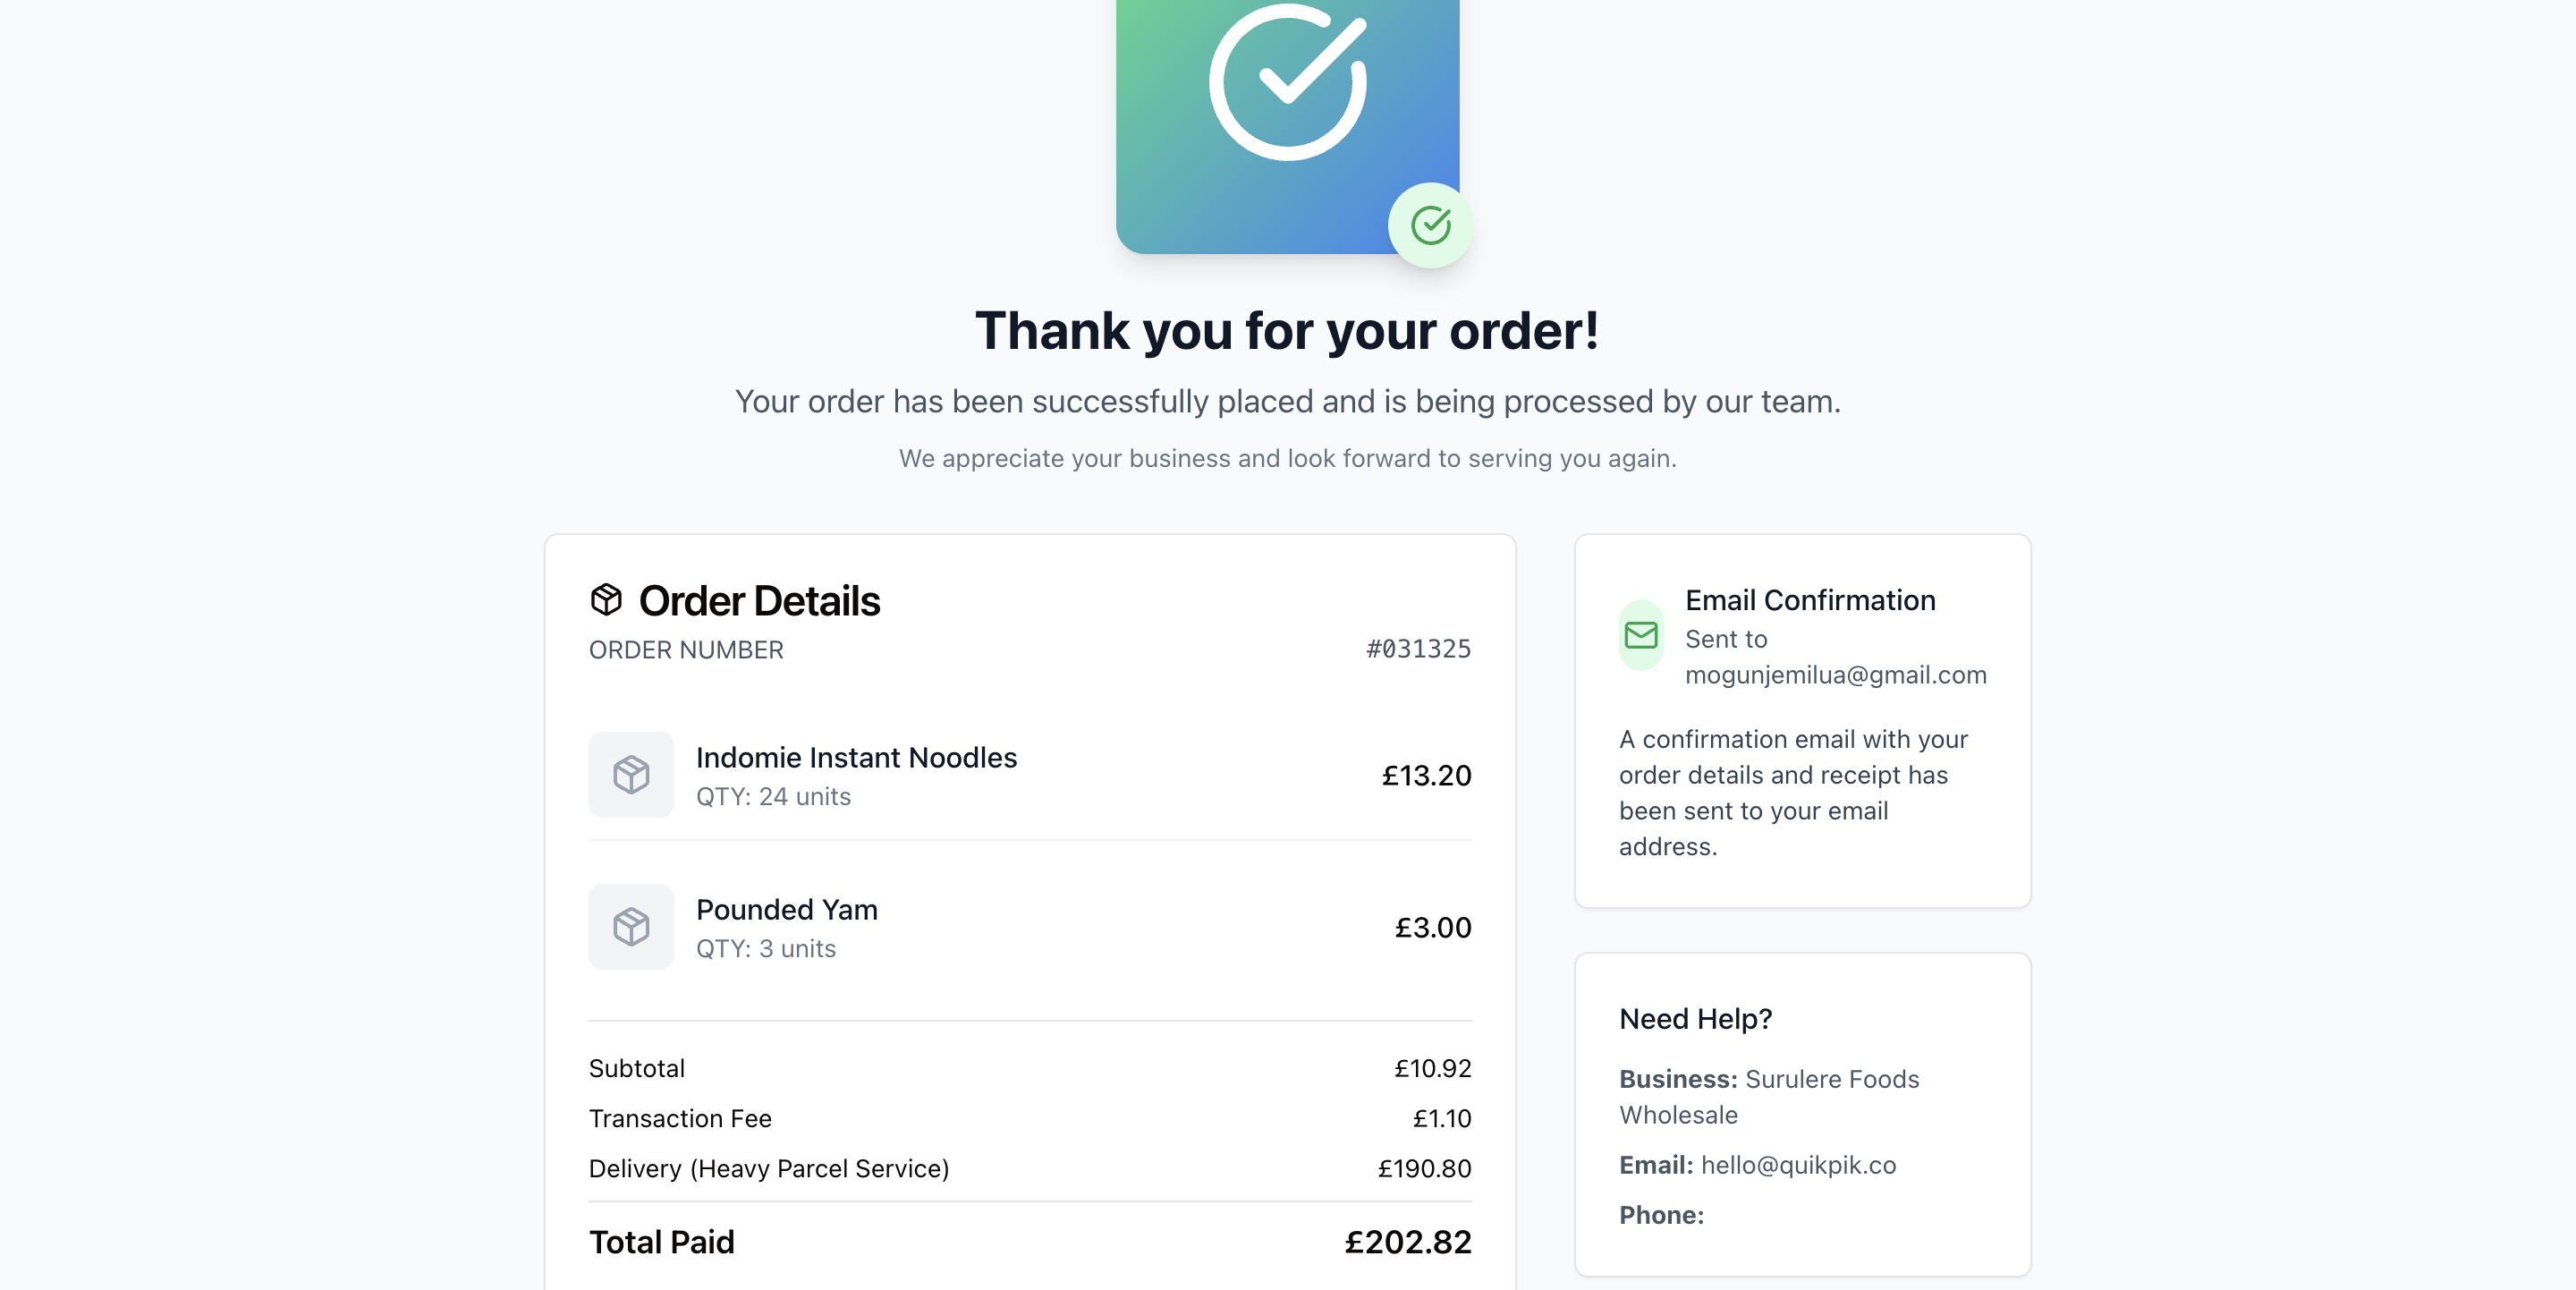 Thank you for your order!
Your order has been successfully placed and is being processed by our team.
We appreciate your business and look forward to serving you again.
Order Details
ORDER NUMBER #031325
Indomie Instant Noodles
QTY: 24 units
£13.20
Pounded Yam
QTY: 3 units
£3.00
Subtotal £10.92
Transaction Fee £1.10
Delivery (Heavy Parcel Service) £190.80
Total Paid £202.82
Email Confirmation
Sent to
mogunjemilua@gmail.com
A confirmation email with your
order details and receipt has
been sent to your email
address.
Need Help?
Business: Surulere Foods
Wholesale
Email: hello@quikpik.co
Phone: